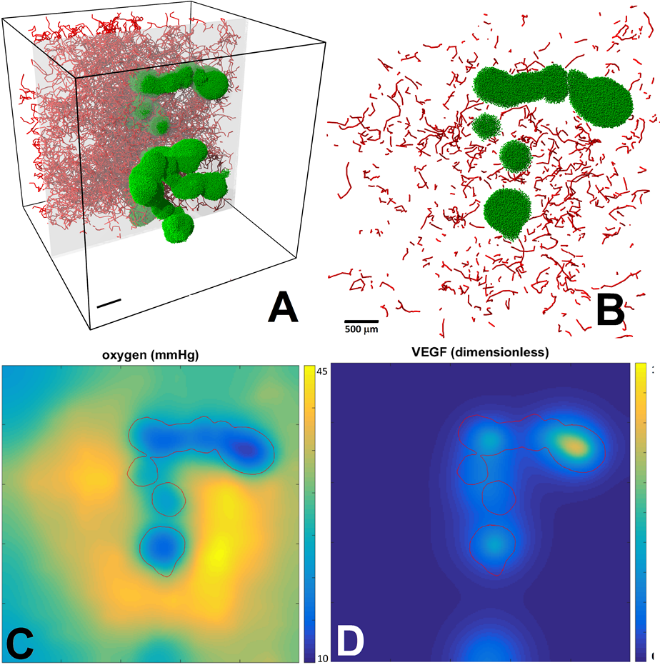 A
B
500 μm
oxygen (mmHg)
45
10
C
VEGF (dimensionless)
D